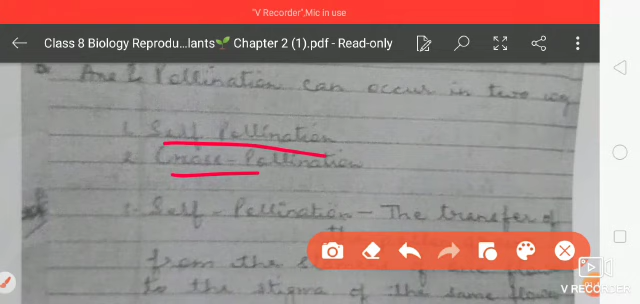 "V Recorder",Mic in use
Class 8 Biology Reprodu...lants🌱 Chapter 2 (1).pdf - Read-only
Ans 2 Pollination can occur in two way
1. Self Pollination
2. Cross-Pollination
1- Self-Pollination - The transfer of
from the
to the stigma of the same flower
V RECORDER